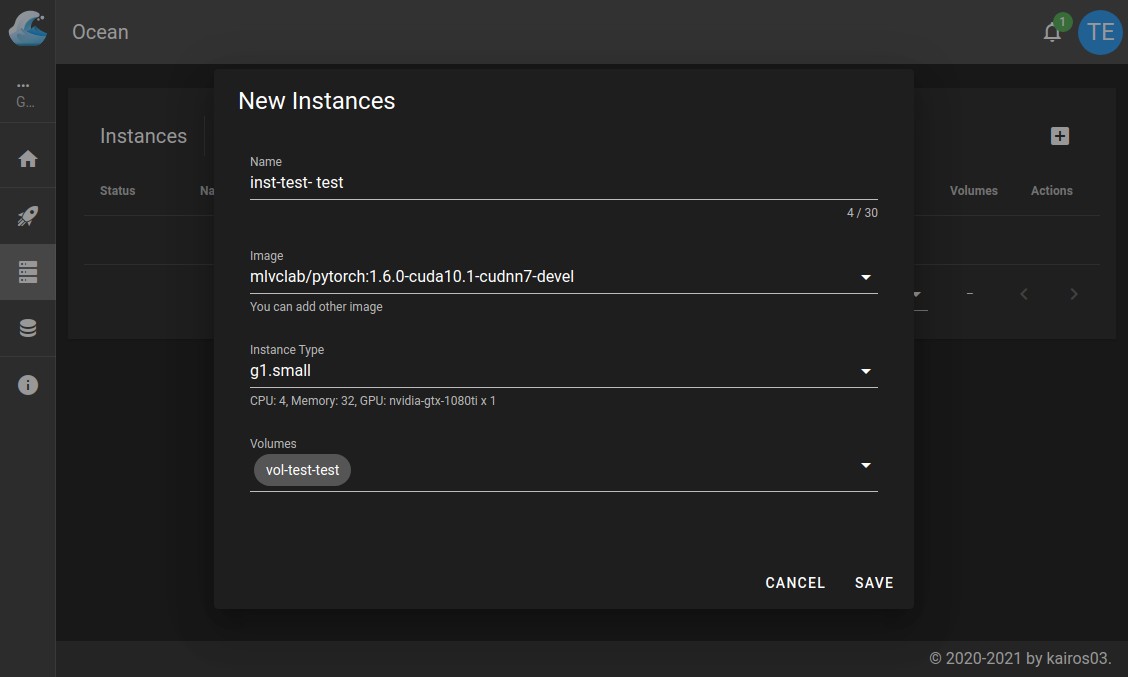 Ocean
1
TE
...
G...
New Instances
Instances
Name
inst-test- test
4 / 30
Status
Na
Volumes
Actions
Image
mlvclab/pytorch:1.6.0-cuda10.1-cudnn7-devel
You can add other image
–
Instance Type
g1.small
CPU: 4, Memory: 32, GPU: nvidia-gtx-1080ti x 1
Volumes
vol-test-test
CANCEL
SAVE
© 2020-2021 by kairos03.